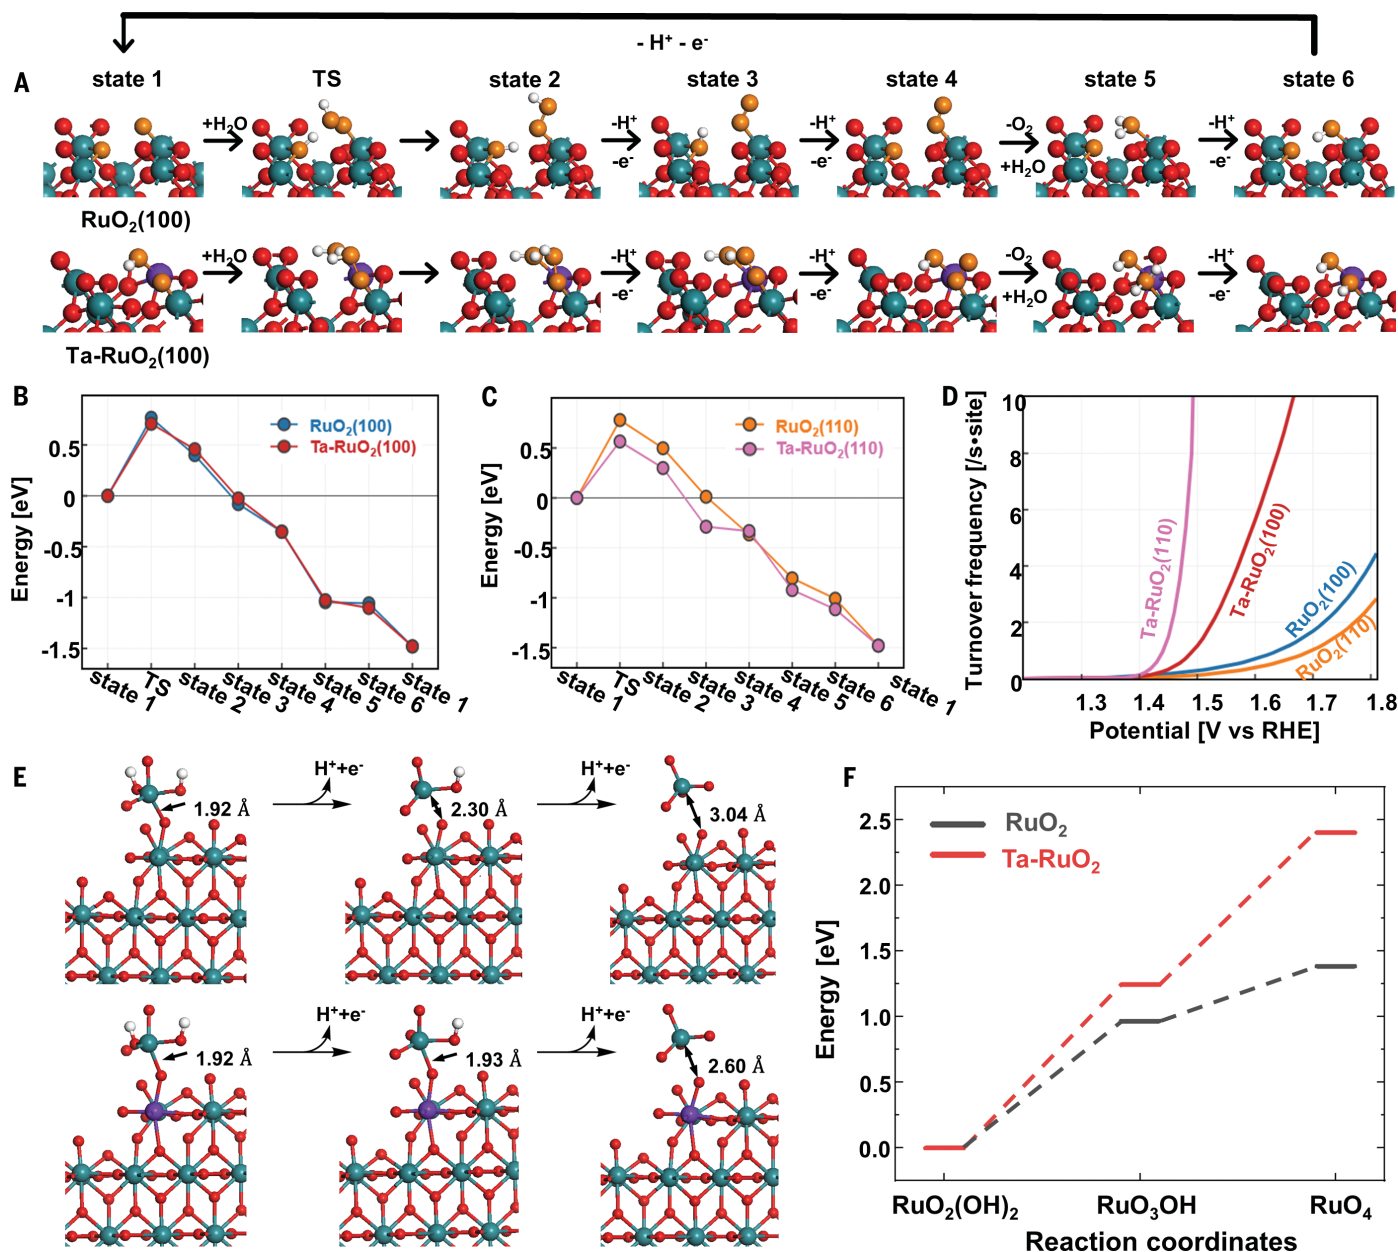 - H⁺ - e⁻
A
state 1
TS
state 2
state 3
state 4
state 5
state 6
+H₂O
-H⁺
-e⁻
-H⁺
-e⁻
-O₂
+H₂O
-H⁺
-e⁻
RuO₂(100)
+H₂O
-H⁺
-e⁻
-H⁺
-e⁻
-O₂
+H₂O
-H⁺
-e⁻
Ta-RuO₂(100)
B
Energy [eV]
0.5
0
-0.5
-1
-1.5
RuO₂(100)
Ta-RuO₂(100)
state 1
TS
state 2
state 3
state 4
state 5
state 6
state 1
C
Energy [eV]
0.5
0
-0.5
-1
-1.5
RuO₂(110)
Ta-RuO₂(110)
state 1
TS
state 2
state 3
state 4
state 5
state 6
state 1
D
Turnover frequency [/s•site]
10
8
6
4
2
0
Ta-RuO₂(110)
Ta-RuO₂(100)
RuO₂(100)
RuO₂(110)
1.3
1.4
1.5
1.6
1.7
1.8
Potential [V vs RHE]
E
1.92 Å
H⁺+e⁻
2.30 Å
H⁺+e⁻
3.04 Å
1.92 Å
H⁺+e⁻
1.93 Å
H⁺+e⁻
2.60 Å
F
Energy [eV]
2.5
2.0
1.5
1.0
0.5
0.0
RuO₂
Ta-RuO₂
RuO₂(OH)₂
RuO₃OH
RuO₄
Reaction coordinates